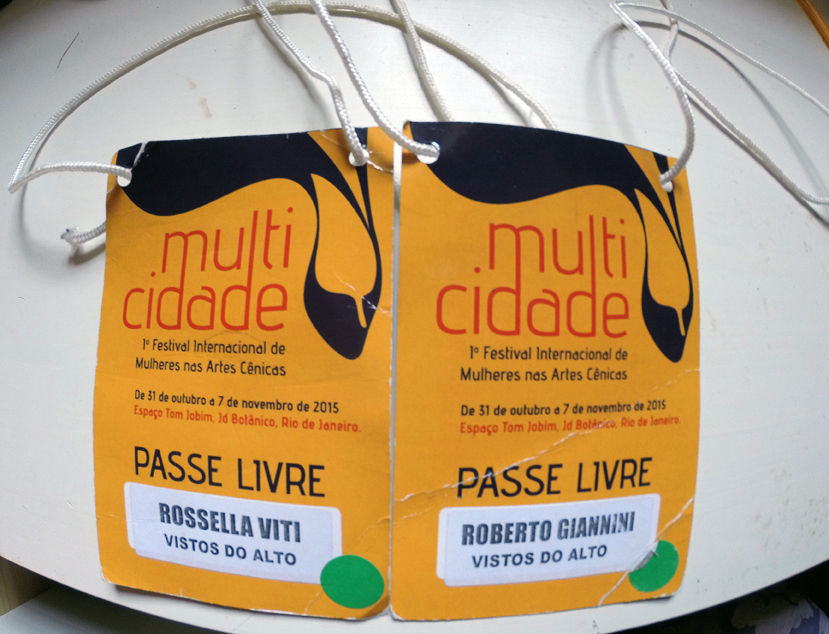 multi
cidade
1º Festival Internacional de
Mulheres nas Artes Cênicas
De 31 de outubro a 7 de novembro de 2015
Espaço Tom Jobim, Jd Botânico, Rio de Janeiro.
PASSE LIVRE
ROSSELLA VITI
VISTOS DO ALTO
multi
cidade
1º Festival Internacional de
Mulheres nas Artes Cênicas
De 31 de outubro a 7 de novembro de 2015
Espaço Tom Jobim, Jd Botânico, Rio de Janeiro.
PASSE LIVRE
ROBERTO GIANNINI
VISTOS DO ALTO